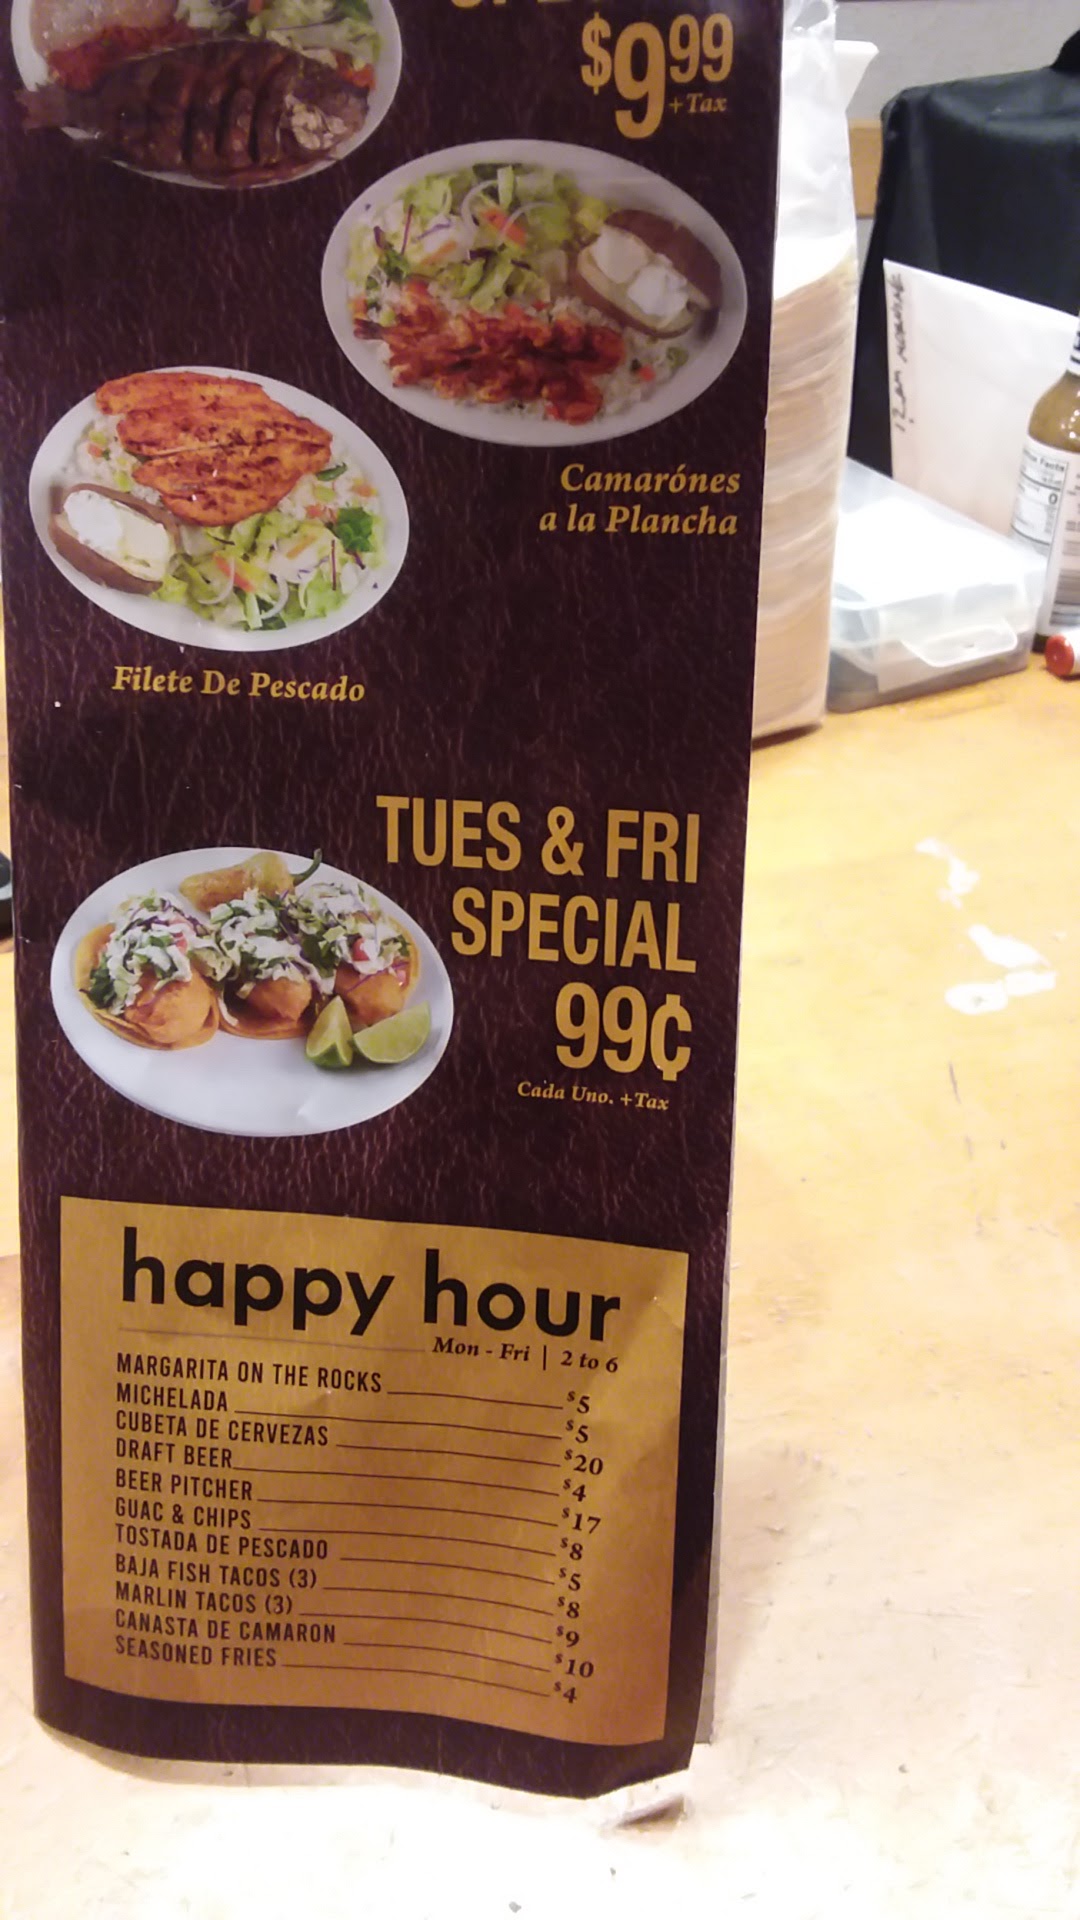 $9.99
+Tax
Camarónes
a la Plancha
Filete De Pescado
TUES & FRI
SPECIAL
99¢
Cada Uno. +Tax
happy hour
Mon - Fri | 2 to 6
MARGARITA ON THE ROCKS $5
MICHELADA $5
CUBETA DE CERVEZAS $20
DRAFT BEER $4
BEER PITCHER $17
GUAC & CHIPS $8
TOSTADA DE PESCADO $5
BAJA FISH TACOS (3) $8
MARLIN TACOS (3) $9
CANASTA DE CAMARON $10
SEASONED FRIES $4